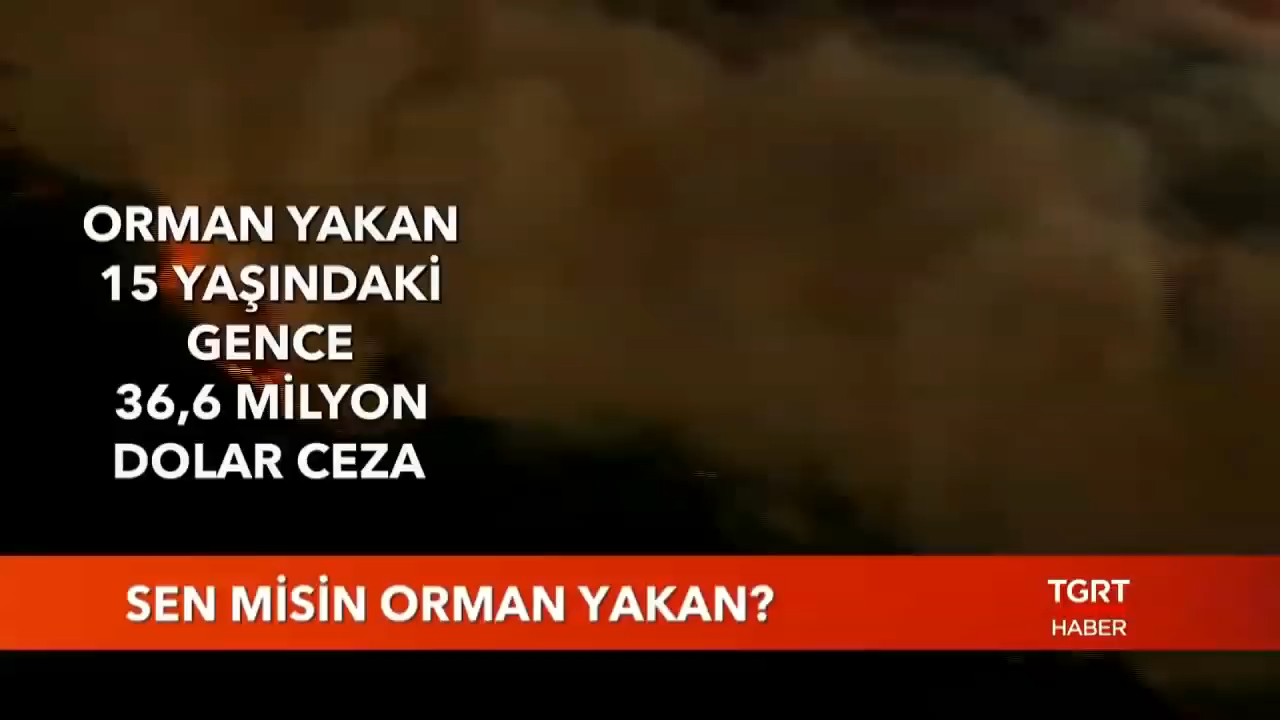 ORMAN YAKAN
15 YAŞINDAKİ
GENCE
36,6 MİLYON
DOLAR CEZA
SEN MİSİN ORMAN YAKAN?
TGRT
HABER